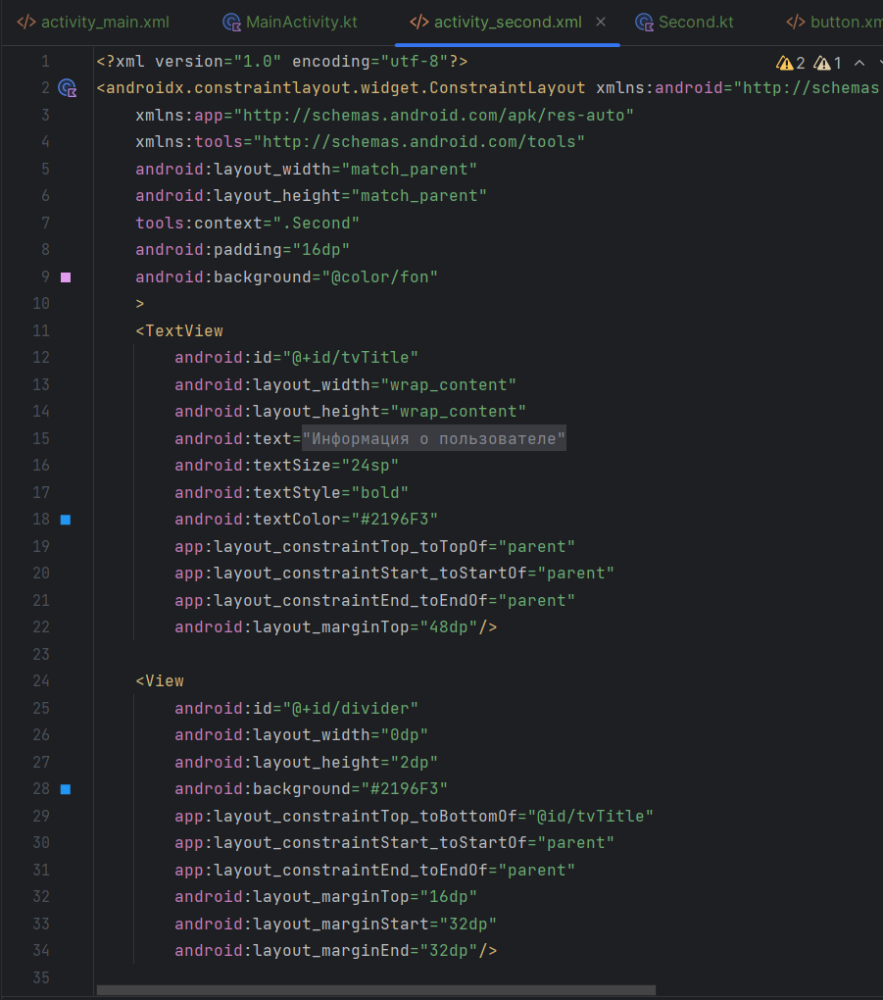 activity_main.xml MainActivity.kt activity_second.xml Second.kt button.xm
1 <?xml version="1.0" encoding="utf-8"?> 2 1
2 <androidx.constraintlayout.widget.ConstraintLayout xmlns:android="http://schemas
3 xmlns:app="http://schemas.android.com/apk/res-auto"
4 xmlns:tools="http://schemas.android.com/tools"
5 android:layout_width="match_parent"
6 android:layout_height="match_parent"
7 tools:context=".Second"
8 android:padding="16dp"
9 android:background="@color/fon"
10 >
11 <TextView
12 android:id="@+id/tvTitle"
13 android:layout_width="wrap_content"
14 android:layout_height="wrap_content"
15 android:text="Информация о пользователе"
16 android:textSize="24sp"
17 android:textStyle="bold"
18 android:textColor="#2196F3"
19 app:layout_constraintTop_toTopOf="parent"
20 app:layout_constraintStart_toStartOf="parent"
21 app:layout_constraintEnd_toEndOf="parent"
22 android:layout_marginTop="48dp"/>
23
24 <View
25 android:id="@+id/divider"
26 android:layout_width="0dp"
27 android:layout_height="2dp"
28 android:background="#2196F3"
29 app:layout_constraintTop_toBottomOf="@id/tvTitle"
30 app:layout_constraintStart_toStartOf="parent"
31 app:layout_constraintEnd_toEndOf="parent"
32 android:layout_marginTop="16dp"
33 android:layout_marginStart="32dp"
34 android:layout_marginEnd="32dp"/>
35